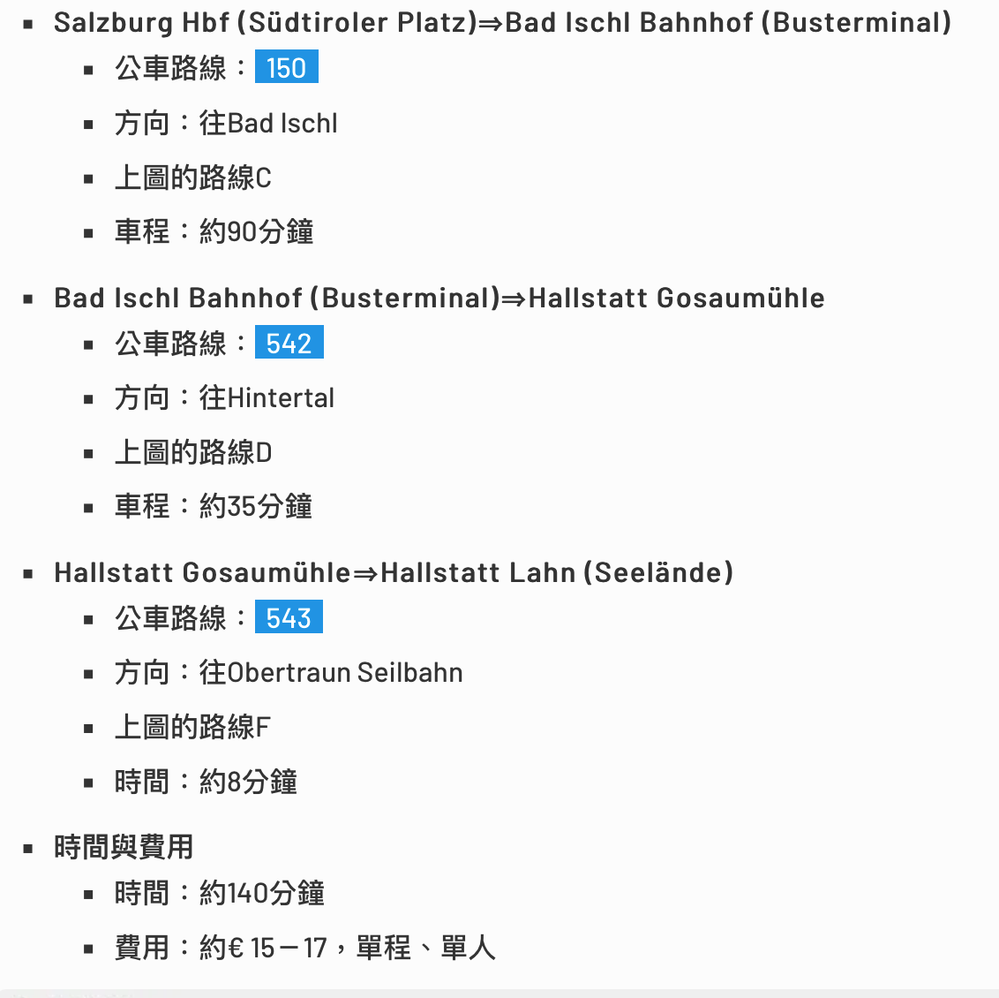 Salzburg Hbf (Südtiroler Platz)⇒Bad Ischl Bahnhof (Busterminal)
公車路線：150
方向：往Bad Ischl
上圖的路線C
車程：約90分鐘
Bad Ischl Bahnhof (Busterminal)⇒Hallstatt Gosaumühle
公車路線：542
方向：往Hintertal
上圖的路線D
車程：約35分鐘
Hallstatt Gosaumühle⇒Hallstatt Lahn (Seelände)
公車路線：543
方向：往Obertraun Seilbahn
上圖的路線F
時間：約8分鐘
時間與費用
時間：約140分鐘
費用：約€ 15－17，單程、單人